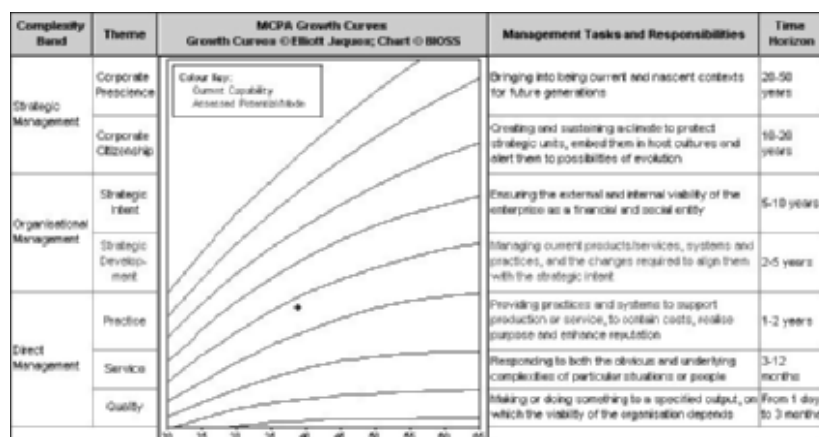 Complexity
Band
Theme
MCPA Growth Curves
Growth Curves © Elliott Jaques; Chart © BIOSS
Management Tasks and Responsibilities
Time
Horizon
Strategic
Management
Corporate
Prescience
Colour Key:
Current Capability
Assessed Potential/Mode
Bringing into being current and nascent contexts
for future generations
20-50
years
Corporate
Citizenship
Creating and sustaining a climate to protect
strategic units, embed them in host cultures and
alert them to possibilities of evolution
10-20
years
Organisational
Management
Strategic
Intent
Ensuring the external and internal viability of the
enterprise as a financial and social entity
5-10 years
Strategic
Develop-
ment
Managing current products/services, systems and
practices, and the changes required to align them
with the strategic intent
2-5 years
Direct
Management
Practice
Providing practices and systems to support
production or service, to contain costs, realise
purpose and enhance reputation
1-2 years
Service
Responding to both the obvious and underlying
complexities of particular situations or people
3-12
months
Quality
Making or doing something to a specified output, on
which the viability of the organisation depends
From 1 day
to 3 months